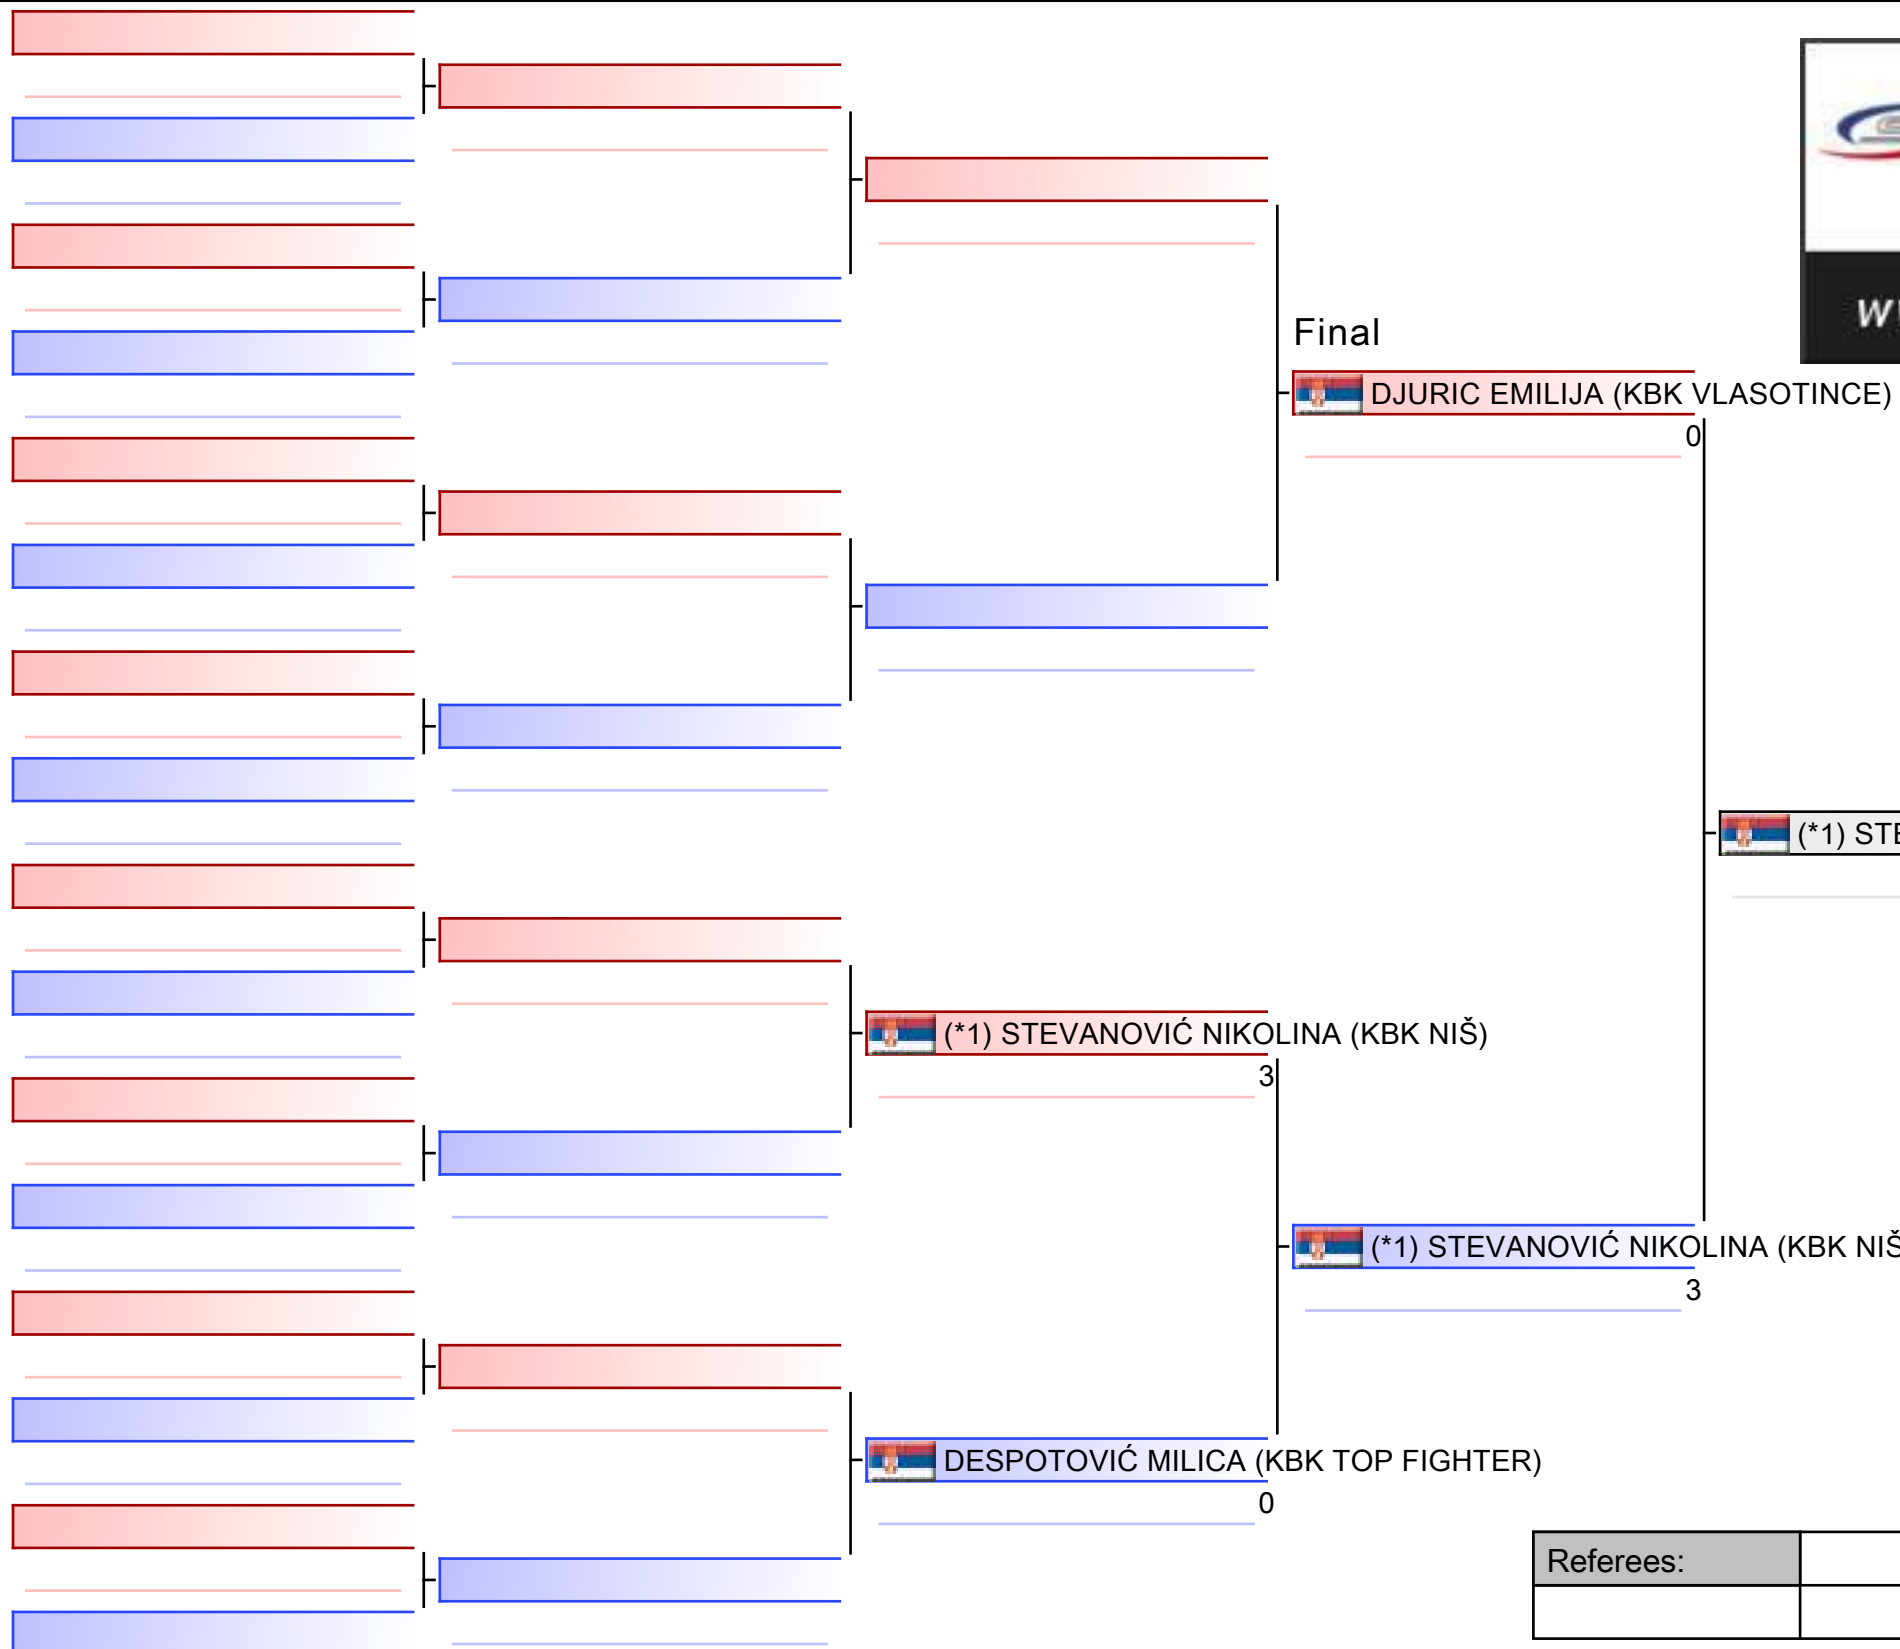 Final
DJURIC EMILIJA (KBK VLASOTINCE)
0
(*1)
(*1) STEVANOVIĆ NIKOLINA (KBK NIŠ)
3
(*1) STEVANOVIĆ NIKOLINA (KBK NIŠ
3
DESPOTOVIĆ MILICA (KBK TOP FIGHTER)
0
Referees: